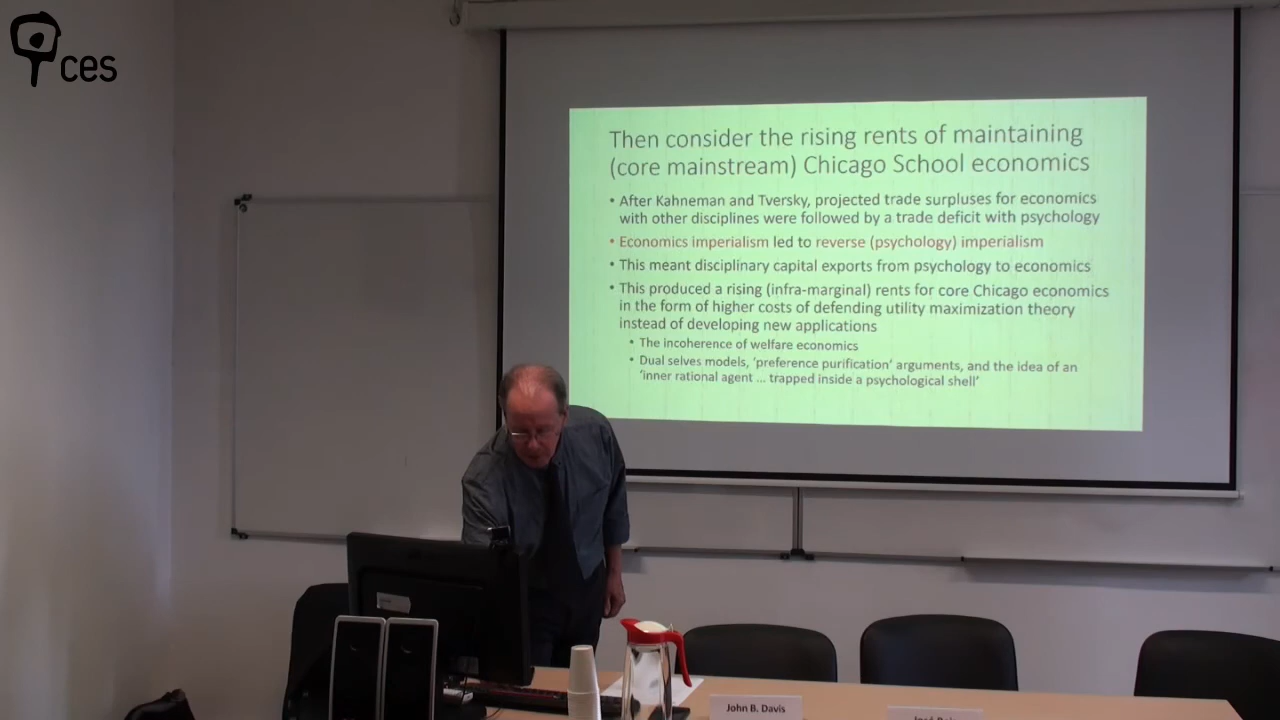 ces
Then consider the rising rents of maintaining
(core mainstream) Chicago School economics
• After Kahneman and Tversky, projected trade surpluses for economics
with other disciplines were followed by a trade deficit with psychology
• Economics imperialism led to reverse (psychology) imperialism
• This meant disciplinary capital exports from psychology to economics
• This produced a rising (infra-marginal) rents for core Chicago economics
in the form of higher costs of defending utility maximization theory
instead of developing new applications
• The incoherence of welfare economics
• Dual selves models, 'preference purification' arguments, and the idea of an
'inner rational agent ... trapped inside a psychological shell'
John B. Davis